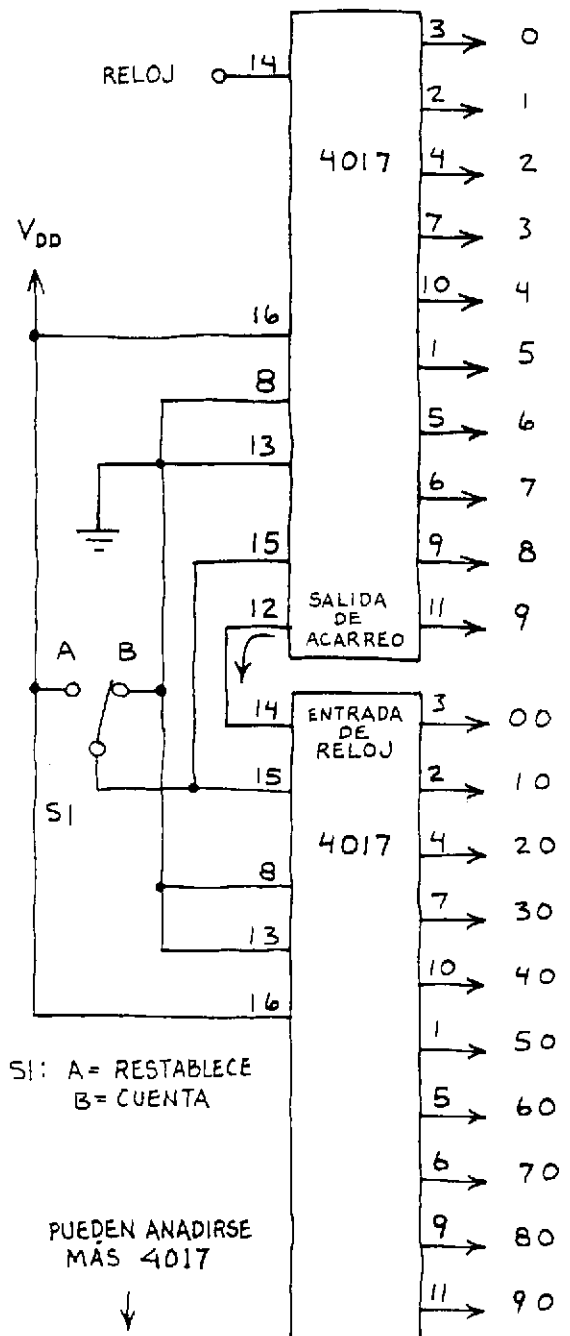 3 0
RELOJ 14
2 1
4017
4 2
7 3
VDD
10 4
16
1 5
8
5 6
13
6 7
15
9 8
12
SALIDA
DE
ACARREO
11 9
A B
14
ENTRADA
DE
RELOJ
3 00
15
2 10
S1
4017
4 20
8
7 30
13
10 40
16
1 50
S1: A = RESTABLECE
B = CUENTA
5 60
6 70
PUEDEN ANADIRSE
MÁS 4017
9 80
11 90